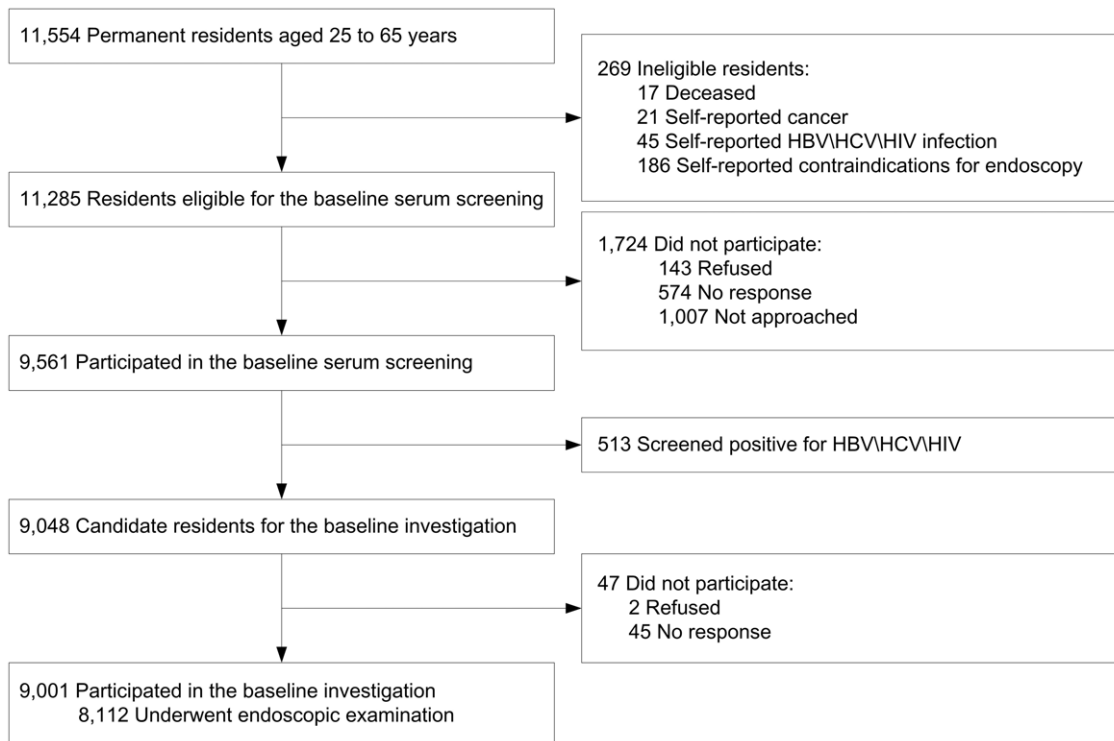 11,554 Permanent residents aged 25 to 65 years
269 Ineligible residents:
17 Deceased
21 Self-reported cancer
45 Self-reported HBV\HCV\HIV infection
186 Self-reported contraindications for endoscopy
11,285 Residents eligible for the baseline serum screening
1,724 Did not participate:
143 Refused
574 No response
1,007 Not approached
9,561 Participated in the baseline serum screening
513 Screened positive for HBV\HCV\HIV
9,048 Candidate residents for the baseline investigation
47 Did not participate:
2 Refused
45 No response
9,001 Participated in the baseline investigation
8,112 Underwent endoscopic examination